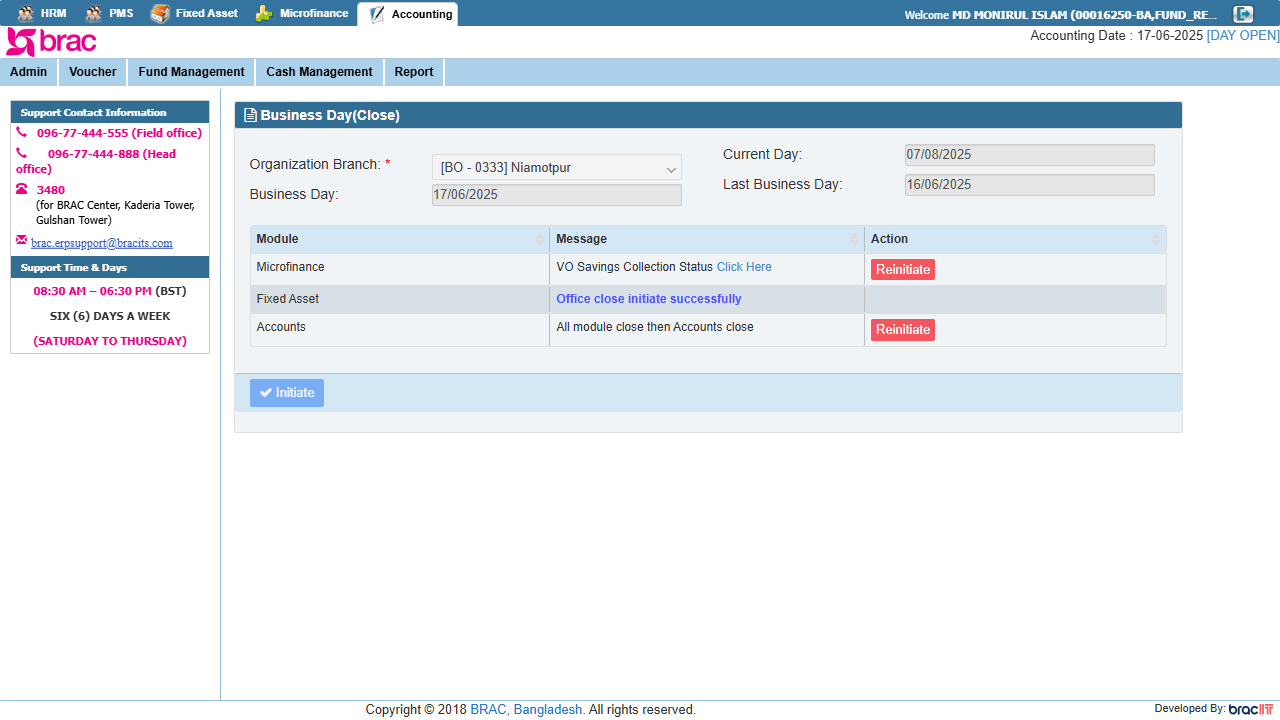 HRM PMS Fixed Asset Microfinance Accounting Welcome MD MONIRUL ISLAM (00016250-BA,FUND_RE...
brac Accounting Date : 17-06-2025 [DAY OPEN]
Admin Voucher Fund Management Cash Management Report
Support Contact Information
096-77-444-555 (Field office)
096-77-444-888 (Head
office)
3480
(for BRAC Center, Kaderia Tower,
Gulshan Tower)
brac.erpsupport@bracits.com
Support Time & Days
08:30 AM – 06:30 PM (BST)
SIX (6) DAYS A WEEK
(SATURDAY TO THURSDAY)
Business Day(Close)
Organization Branch: * [BO - 0333] Niamotpur Current Day: 07/08/2025
Business Day: 17/06/2025 Last Business Day: 16/06/2025
Module Message Action
Microfinance VO Savings Collection Status Click Here Reinitiate
Fixed Asset Office close initiate successfully
Accounts All module close then Accounts close Reinitiate
Initiate
Copyright © 2018 BRAC, Bangladesh. All rights reserved. Developed By: bracIT